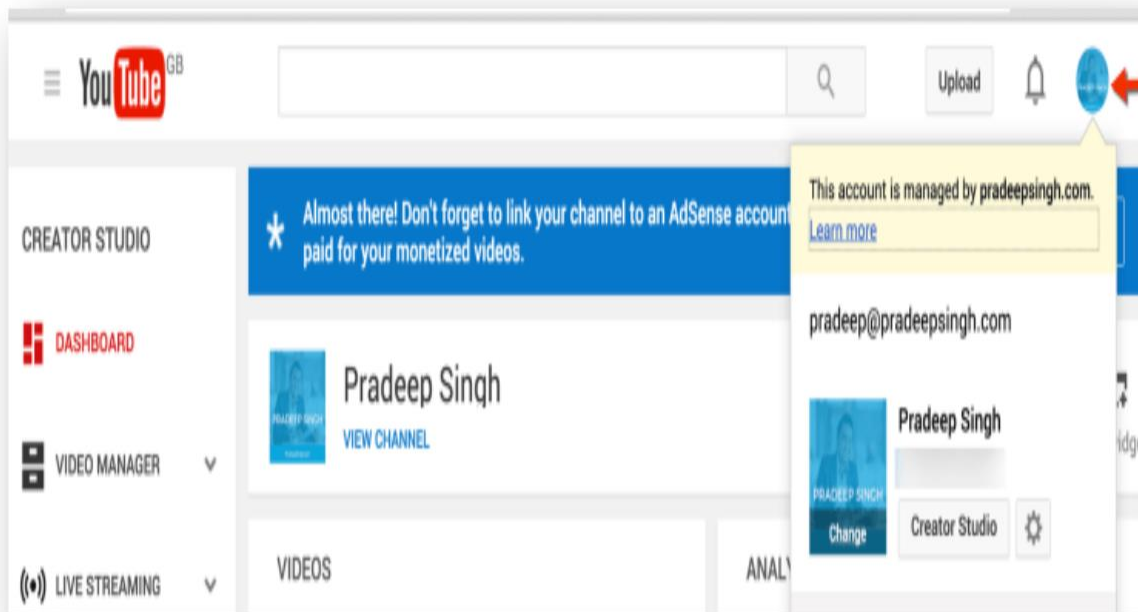 YouTube GB
Upload
CREATOR STUDIO
DASHBOARD
VIDEO MANAGER
LIVE STREAMING
Almost there! Don't forget to link your channel to an AdSense account
paid for your monetized videos.
Pradeep Singh
VIEW CHANNEL
VIDEOS
ANALY
This account is managed by pradeepsingh.com.
Learn more
pradeep@pradeepsingh.com
PRADEEP SINGH
Change
Pradeep Singh
Creator Studio